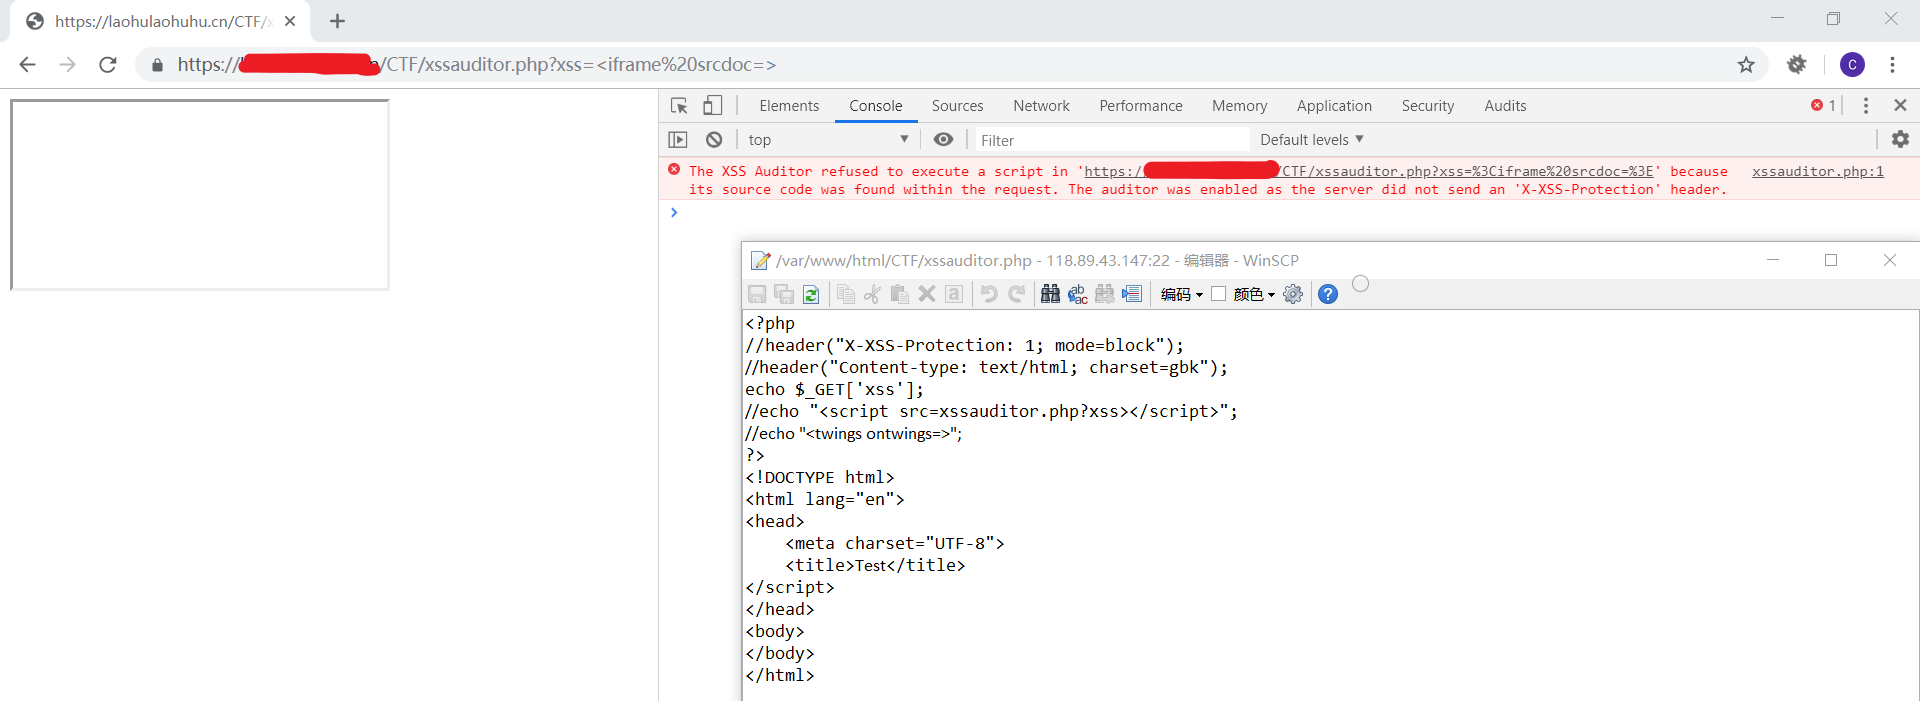 https://laohulaohuhu.cn/CTF/x
https:// /CTF/xssauditor.php?xss=<iframe%20srcdoc=>
C
Elements Console Sources Network Performance Memory Application Security Audits 1
top Filter Default levels
The XSS Auditor refused to execute a script in 'https:/ /CTF/xssauditor.php?xss=%3Ciframe%20srcdoc=%3E' because xssauditor.php:1
its source code was found within the request. The auditor was enabled as the server did not send an 'X-XSS-Protection' header.
/var/www/html/CTF/xssauditor.php - 118.89.43.147:22 - 编辑器 - WinSCP
编码 颜色
<?php
//header("X-XSS-Protection: 1; mode=block");
//header("Content-type: text/html; charset=gbk");
echo $_GET['xss'];
//echo "<script src=xssauditor.php?xss></script>";
//echo "<twings ontwings=>";
?>
<!DOCTYPE html>
<html lang="en">
<head>
    <meta charset="UTF-8">
    <title>Test</title>
</script>
</head>
<body>
</body>
</html>